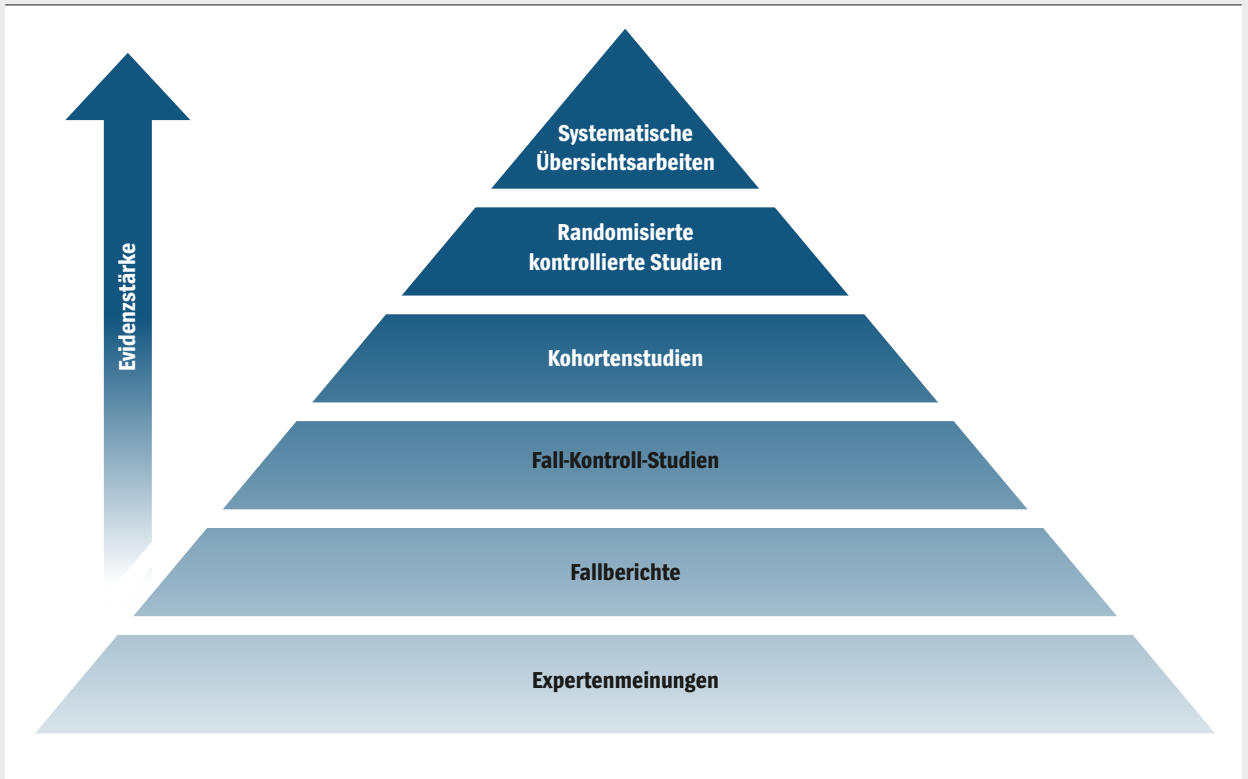 Evidenzstärke
Systematische
Übersichtsarbeiten
Randomisierte
kontrollierte Studien
Kohortenstudien
Fall-Kontroll-Studien
Fallberichte
Expertenmeinungen